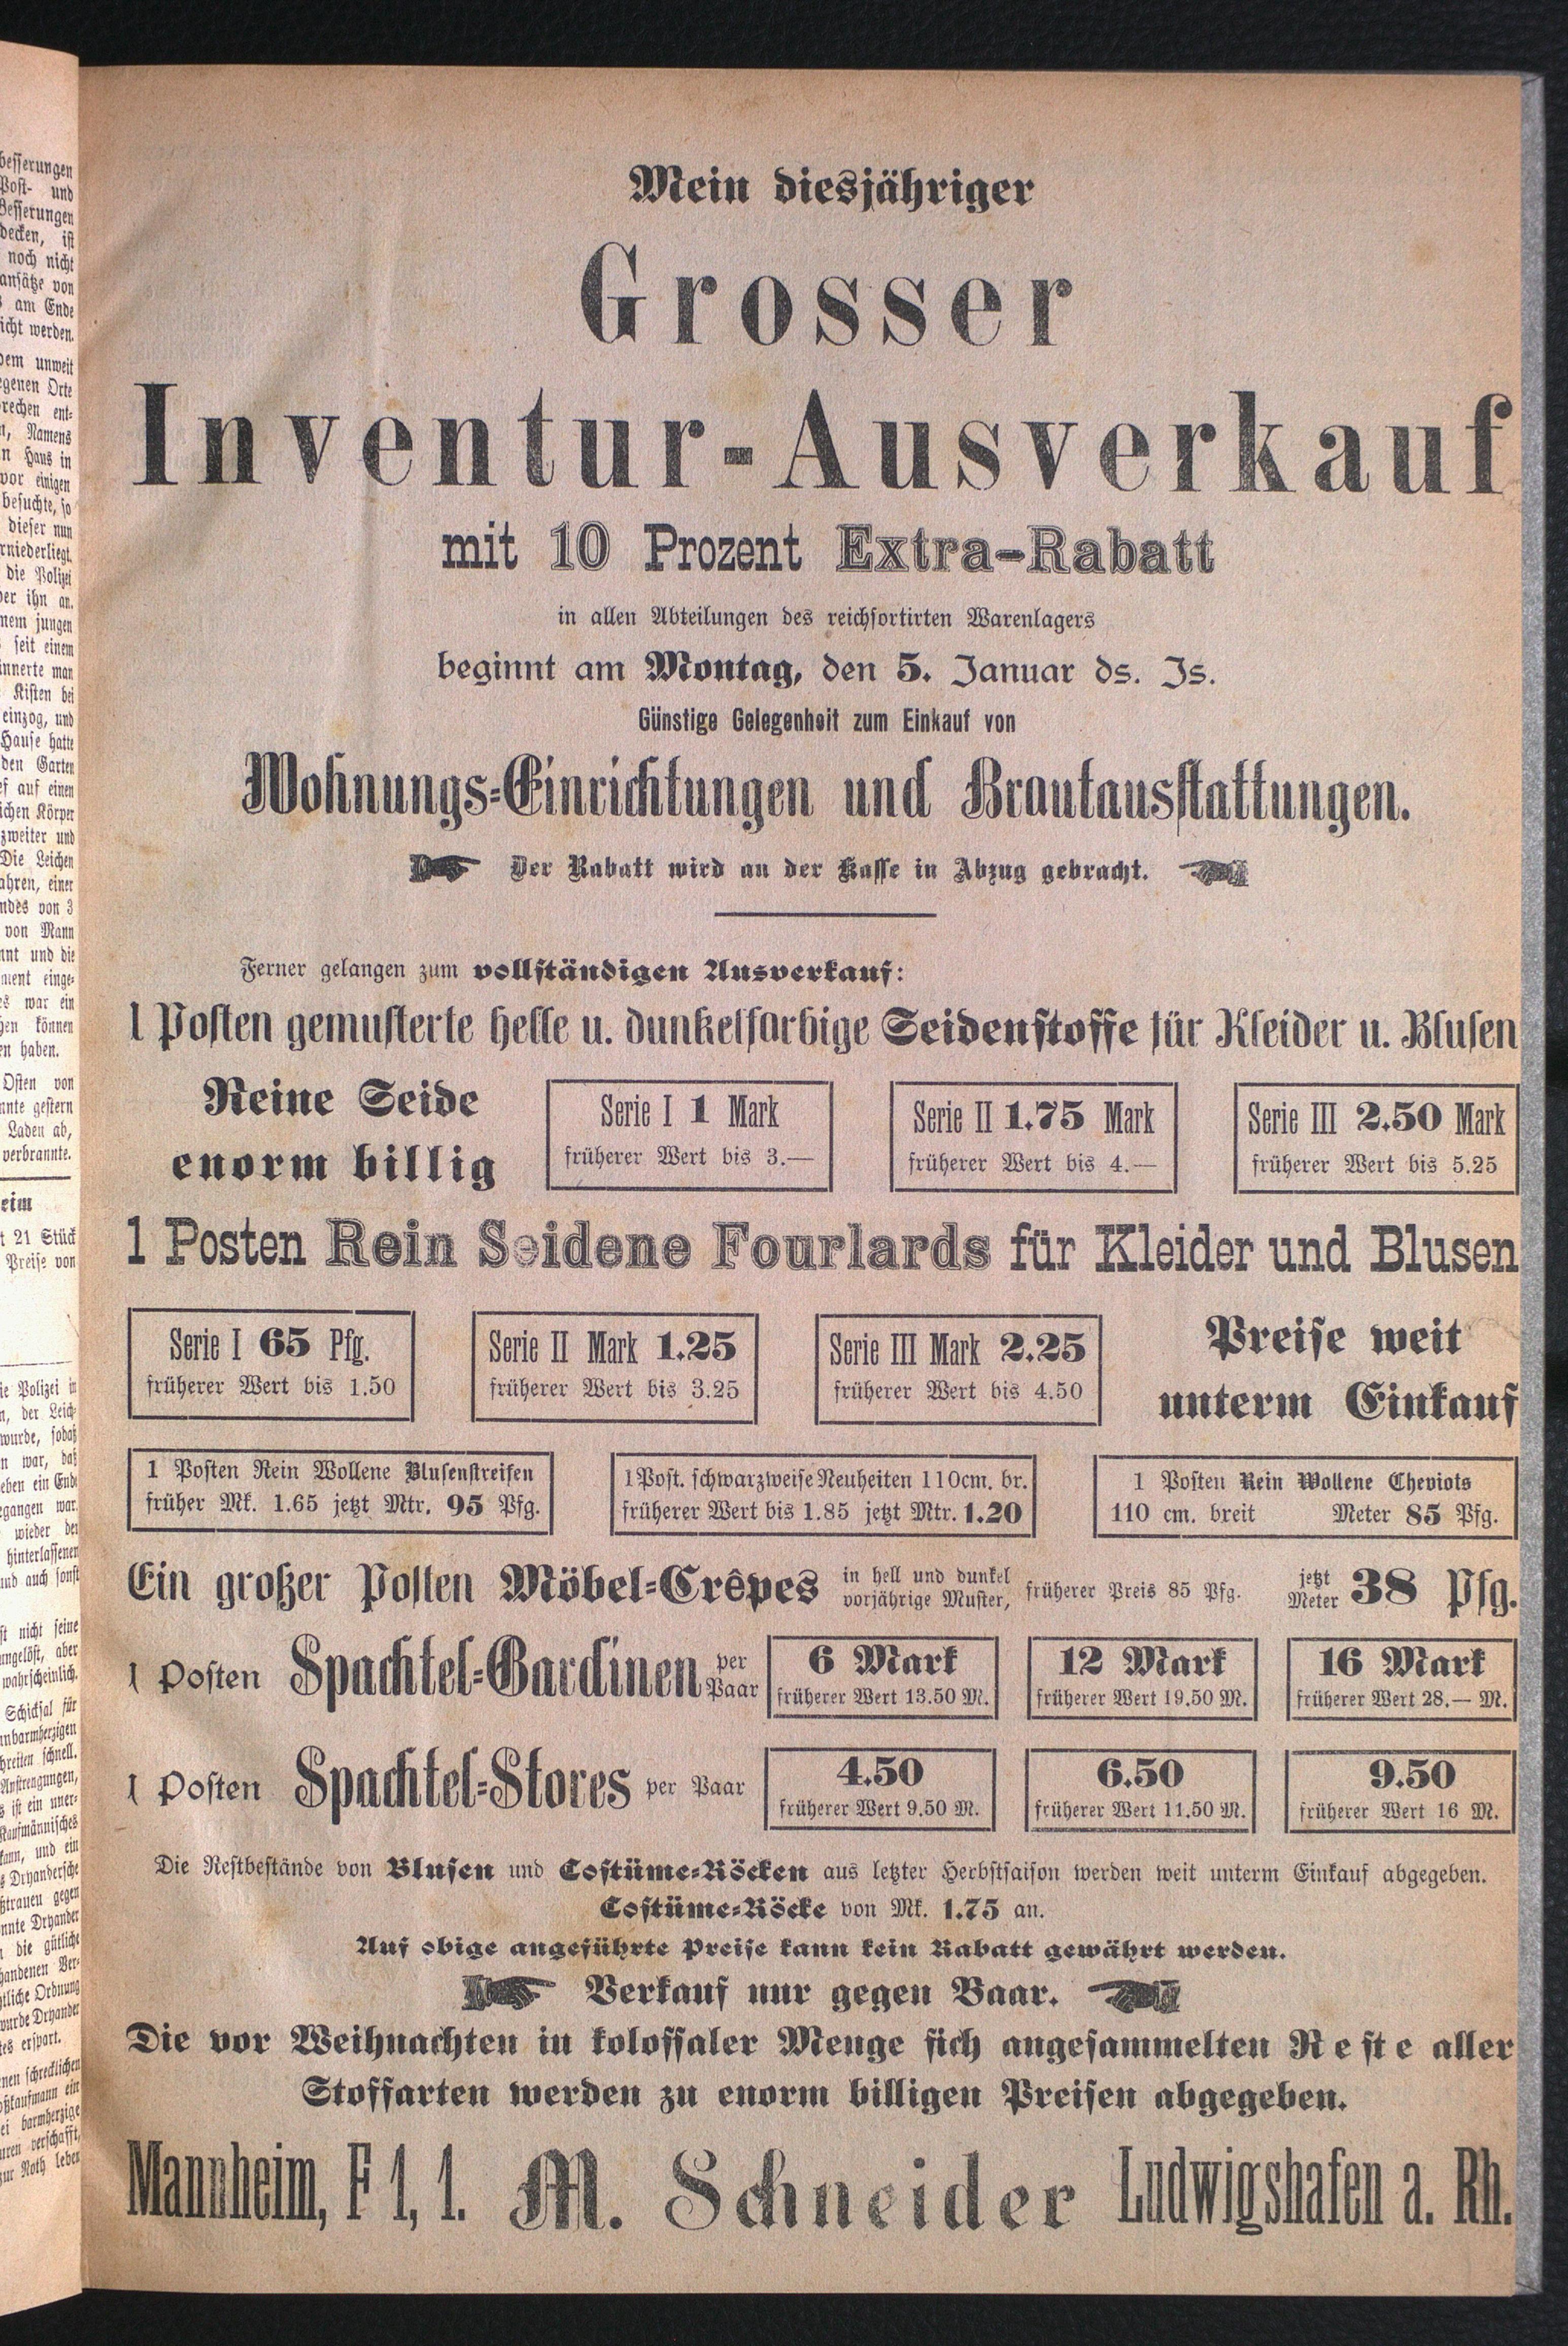 Mein diesjähriger
Grosser
Inventur-Ausverkauf
mit 10 Prozent Extra-Rabatt
in allen Abteilungen des reichsortirten Warenlagers
beginnt am Montag, den 5. Januar ds. Js.
Günstige Gelegenheit zum Einkauf von
Wohnungs-Einrichtungen und Brautausstattungen.
Der Rabatt wird an der Kasse in Abzug gebracht.
Ferner gelangen zum vollständigen Ausverkauf:
1 Posten gemusterte helle u. dunkelfarbige Seidenstoffe für Kleider u. Blusen
Reine Seide
enorm billig
Serie I 1 Mark
früherer Wert bis 3.—
Serie II 1.75 Mark
früherer Wert bis 4.—
Serie III 2.50 Mark
früherer Wert bis 5.25
1 Posten Rein Seidene Fourlards für Kleider und Blusen
Serie I 65 Pfg.
früherer Wert bis 1.50
Serie II Mark 1.25
früherer Wert bis 3.25
Serie III Mark 2.25
früherer Wert bis 4.50
Preise weit
unterm Einkauf
1 Posten Rein Wollene Blusenstreifen
früher Mk. 1.65 jetzt Mtr. 95 Pfg.
1 Post. schwarzweise Neuheiten 110cm. br.
früherer Wert bis 1.85 jetzt Mtr. 1.20
1 Posten Rein Wollene Cheviots
110 cm. breit Meter 85 Pfg.
Ein großer Posten Möbel-Crêpes in hell und dunkel
vorjährige Muster, früherer Preis 85 Pfg. jetzt
Meter 38 Pfg.
1 Posten Spachtel-Gardinen per
Paar
6 Mark
früherer Wert 13.50 M.
12 Mark
früherer Wert 19.50 M.
16 Mark
früherer Wert 28.— M.
1 Posten Spachtel-Stores per Paar
4.50
früherer Wert 9.50 M.
6.50
früherer Wert 11.50 M.
9.50
früherer Wert 16 M.
Die Restbestände von Blusen und Costüme-Röcken aus letzter Herbstsaison werden weit unterm Einkauf abgegeben.
Costüme-Röcke von Mk. 1.75 an.
Auf obige angeführte Preise kann kein Rabatt gewährt werden.
Verkauf nur gegen Baar.
Die vor Weihnachten in kolossaler Menge sich angesammelten Reste aller
Stoffarten werden zu enorm billigen Preisen abgegeben.
Mannheim, F 1, 1. M. Schneider Ludwigshafen a. Rh.